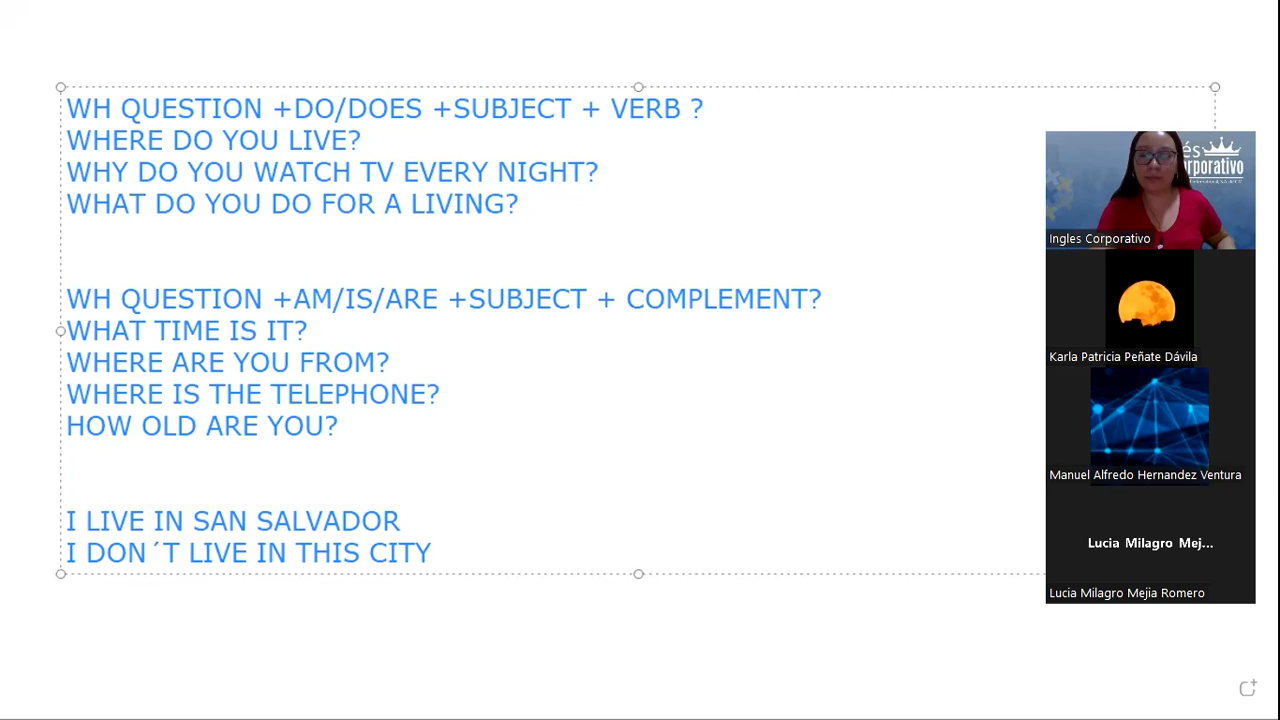 WH QUESTION +DO/DOES +SUBJECT + VERB ?
WHERE DO YOU LIVE?
WHY DO YOU WATCH TV EVERY NIGHT?
WHAT DO YOU DO FOR A LIVING?
WH QUESTION +AM/IS/ARE +SUBJECT + COMPLEMENT?
WHAT TIME IS IT?
WHERE ARE YOU FROM?
WHERE IS THE TELEPHONE?
HOW OLD ARE YOU?
I LIVE IN SAN SALVADOR
I DON´T LIVE IN THIS CITY
és
orporativo
Ingles Corporativo
Karla Patricia Peñate Dávila
Manuel Alfredo Hernandez Ventura
Lucia Milagro Mej...
Lucia Milagro Mejia Romero